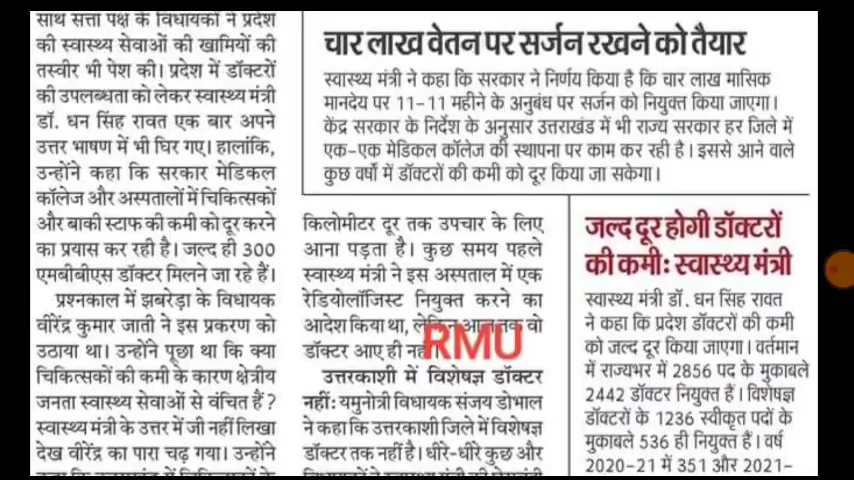 साथ सत्ता पक्ष के विधायकों ने प्रदेश
की स्वास्थ्य सेवाओं की खामियों की
तस्वीर भी पेश की। प्रदेश में डॉक्टरों
की उपलब्धता को लेकर स्वास्थ्य मंत्री
डॉ. धन सिंह रावत एक बार अपने
उत्तर भाषण में भी घिर गए। हालांकि,
उन्होंने कहा कि सरकार मेडिकल
कॉलेज और अस्पतालों में चिकित्सकों
और बाकी स्टाफ की कमी को दूर करने
का प्रयास कर रही है। जल्द ही 300
एमबीबीएस डॉक्टर मिलने जा रहे हैं।
प्रश्नकाल में झबरेड़ा के विधायक
वीरेंद्र कुमार जाती ने इस प्रकरण को
उठाया था। उन्होंने पूछा था कि क्या
चिकित्सकों की कमी के कारण क्षेत्रीय
जनता स्वास्थ्य सेवाओं से वंचित हैं?
स्वास्थ्य मंत्री के उत्तर में जी नहीं लिखा
देख वीरेंद्र का पारा चढ़ गया। उन्होंने
चार लाख वेतन पर सर्जन रखने को तैयार
स्वास्थ्य मंत्री ने कहा कि सरकार ने निर्णय किया है कि चार लाख मासिक
मानदेय पर 11-11 महीने के अनुबंध पर सर्जन को नियुक्त किया जाएगा।
केंद्र सरकार के निर्देश के अनुसार उत्तराखंड में भी राज्य सरकार हर जिले में
एक-एक मेडिकल कॉलेज की स्थापना पर काम कर रही है। इससे आने वाले
कुछ वर्षों में डॉक्टरों की कमी को दूर किया जा सकेगा।
किलोमीटर दूर तक उपचार के लिए
आना पड़ता है। कुछ समय पहले
स्वास्थ्य मंत्री ने इस अस्पताल में एक
रेडियोलॉजिस्ट नियुक्त करने का
आदेश किया था, लेकिन आज तक वो
डॉक्टर आए ही नहीं
RMU
उत्तरकाशी में विशेषज्ञ डॉक्टर
नहीं: यमुनोत्री विधायक संजय डोभाल
ने कहा कि उत्तरकाशी जिले में विशेषज्ञ
डॉक्टर तक नहीं है। धीरे-धीरे कुछ और
जल्द दूर होगी डॉक्टरों
की कमी: स्वास्थ्य मंत्री
स्वास्थ्य मंत्री डॉ. धन सिंह रावत
ने कहा कि प्रदेश डॉक्टरों की कमी
को जल्द दूर किया जाएगा। वर्तमान
में राज्यभर में 2856 पद के मुकाबले
2442 डॉक्टर नियुक्त हैं। विशेषज्ञ
डॉक्टरों के 1236 स्वीकृत पदों के
मुकाबले 536 ही नियुक्त हैं। वर्ष
2020-21 में 351 और 2021-